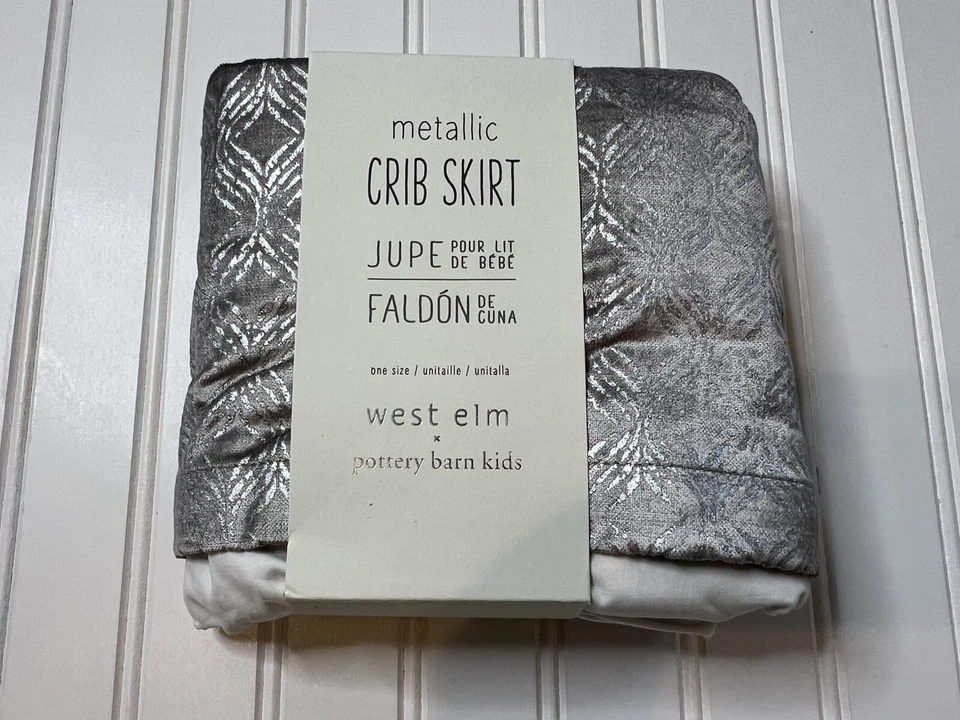 metallic
CRIB SKIRT
JUPE POUR LIT DE BÉBÉ
FALDÓN DE CUNA
one size / unitaille / unitalla
west elm
x
pottery barn kids